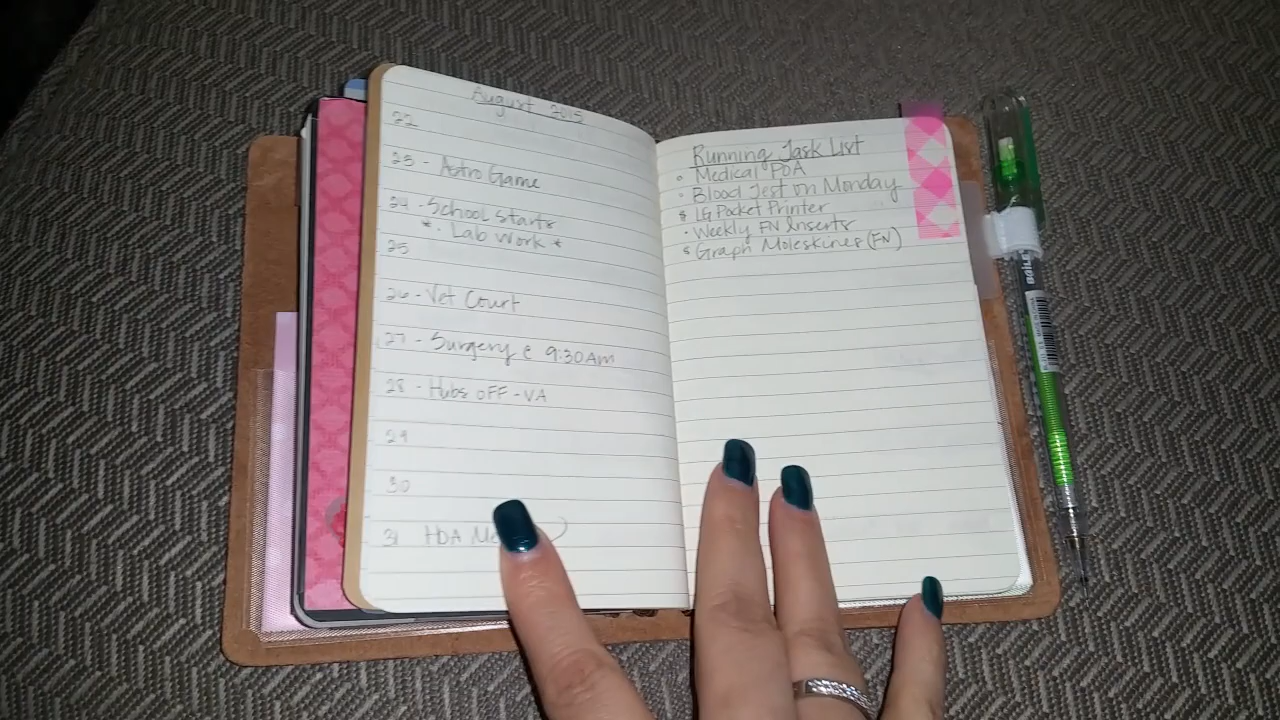 August 2015
22
23 - Astro Game
24 - School starts
* · Lab Work *
25
26 - Vet Court
27 - Surgery @ 9:30AM
28 - Hubs OFF - VA
29
30
31 HOA
Running Task List
Medical POA
Blood Test on Monday
LG Pocket Printer
Weekly FN Inserts
Graph Moleskines (FN)